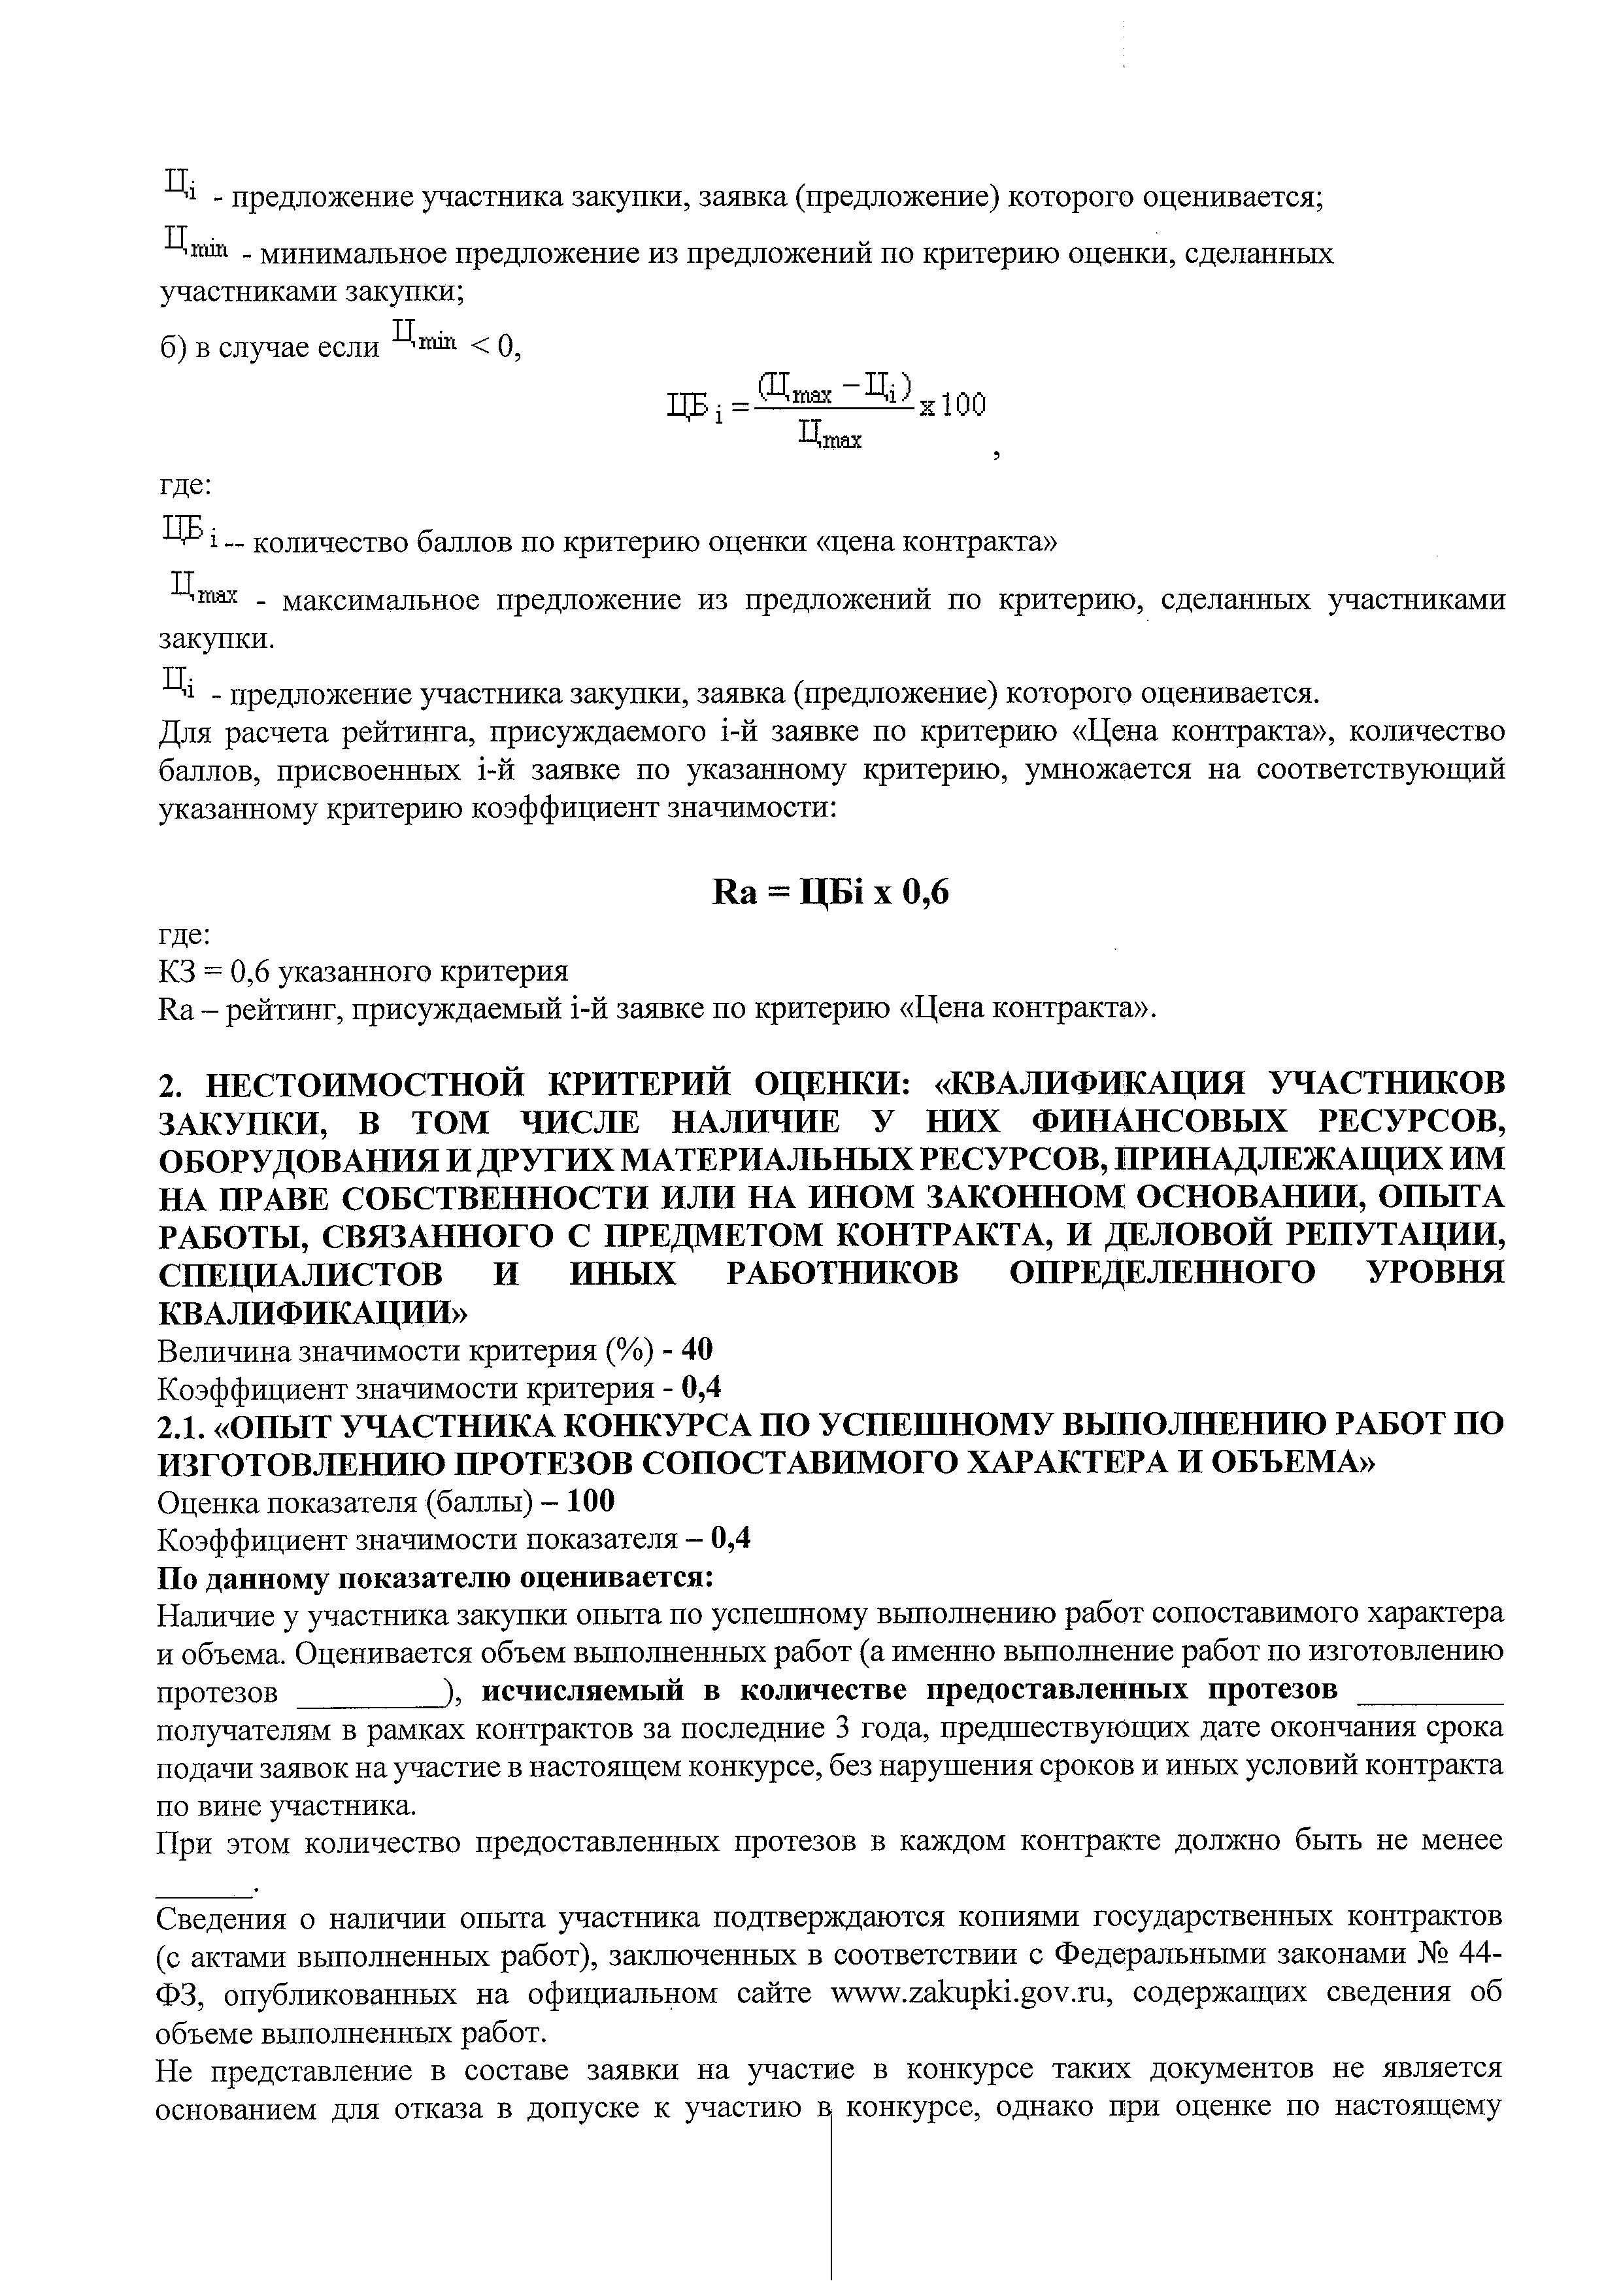 Цi - предложение участника закупки, заявка (предложение) которого оценивается;
Цmin - минимальное предложение из предложений по критерию оценки, сделанных
участниками закупки;
б) в случае если Цmin < 0,
ЦБi = (Цmax - Цi) / Цmax x100 ,
где:
ЦБi -- количество баллов по критерию оценки «цена контракта»
Цmax - максимальное предложение из предложений по критерию, сделанных участниками
закупки.
Цi - предложение участника закупки, заявка (предложение) которого оценивается.
Для расчета рейтинга, присуждаемого i-й заявке по критерию «Цена контракта», количество
баллов, присвоенных i-й заявке по указанному критерию, умножается на соответствующий
указанному критерию коэффициент значимости:
Ra = ЦБi x 0,6
где:
КЗ = 0,6 указанного критерия
Ra – рейтинг, присуждаемый i-й заявке по критерию «Цена контракта».
2. НЕСТОИМОСТНОЙ КРИТЕРИЙ ОЦЕНКИ: «КВАЛИФИКАЦИЯ УЧАСТНИКОВ
ЗАКУПКИ, В ТОМ ЧИСЛЕ НАЛИЧИЕ У НИХ ФИНАНСОВЫХ РЕСУРСОВ,
ОБОРУДОВАНИЯ И ДРУГИХ МАТЕРИАЛЬНЫХ РЕСУРСОВ, ПРИНАДЛЕЖАЩИХ ИМ
НА ПРАВЕ СОБСТВЕННОСТИ ИЛИ НА ИНОМ ЗАКОННОМ ОСНОВАНИИ, ОПЫТА
РАБОТЫ, СВЯЗАННОГО С ПРЕДМЕТОМ КОНТРАКТА, И ДЕЛОВОЙ РЕПУТАЦИИ,
СПЕЦИАЛИСТОВ И ИНЫХ РАБОТНИКОВ ОПРЕДЕЛЕННОГО УРОВНЯ
КВАЛИФИКАЦИИ»
Величина значимости критерия (%) - 40
Коэффициент значимости критерия - 0,4
2.1. «ОПЫТ УЧАСТНИКА КОНКУРСА ПО УСПЕШНОМУ ВЫПОЛНЕНИЮ РАБОТ ПО
ИЗГОТОВЛЕНИЮ ПРОТЕЗОВ СОПОСТАВИМОГО ХАРАКТЕРА И ОБЪЕМА»
Оценка показателя (баллы) – 100
Коэффициент значимости показателя – 0,4
По данному показателю оценивается:
Наличие у участника закупки опыта по успешному выполнению работ сопоставимого характера
и объема. Оценивается объем выполненных работ (а именно выполнение работ по изготовлению
протезов __________), исчисляемый в количестве предоставленных протезов __________
получателям в рамках контрактов за последние 3 года, предшествующих дате окончания срока
подачи заявок на участие в настоящем конкурсе, без нарушения сроков и иных условий контракта
по вине участника.
При этом количество предоставленных протезов в каждом контракте должно быть не менее
_______.
Сведения о наличии опыта участника подтверждаются копиями государственных контрактов
(с актами выполненных работ), заключенных в соответствии с Федеральными законами № 44-
ФЗ, опубликованных на официальном сайте www.zakupki.gov.ru, содержащих сведения об
объеме выполненных работ.
Не представление в составе заявки на участие в конкурсе таких документов не является
основанием для отказа в допуске к участию в конкурсе, однако при оценке по настоящему